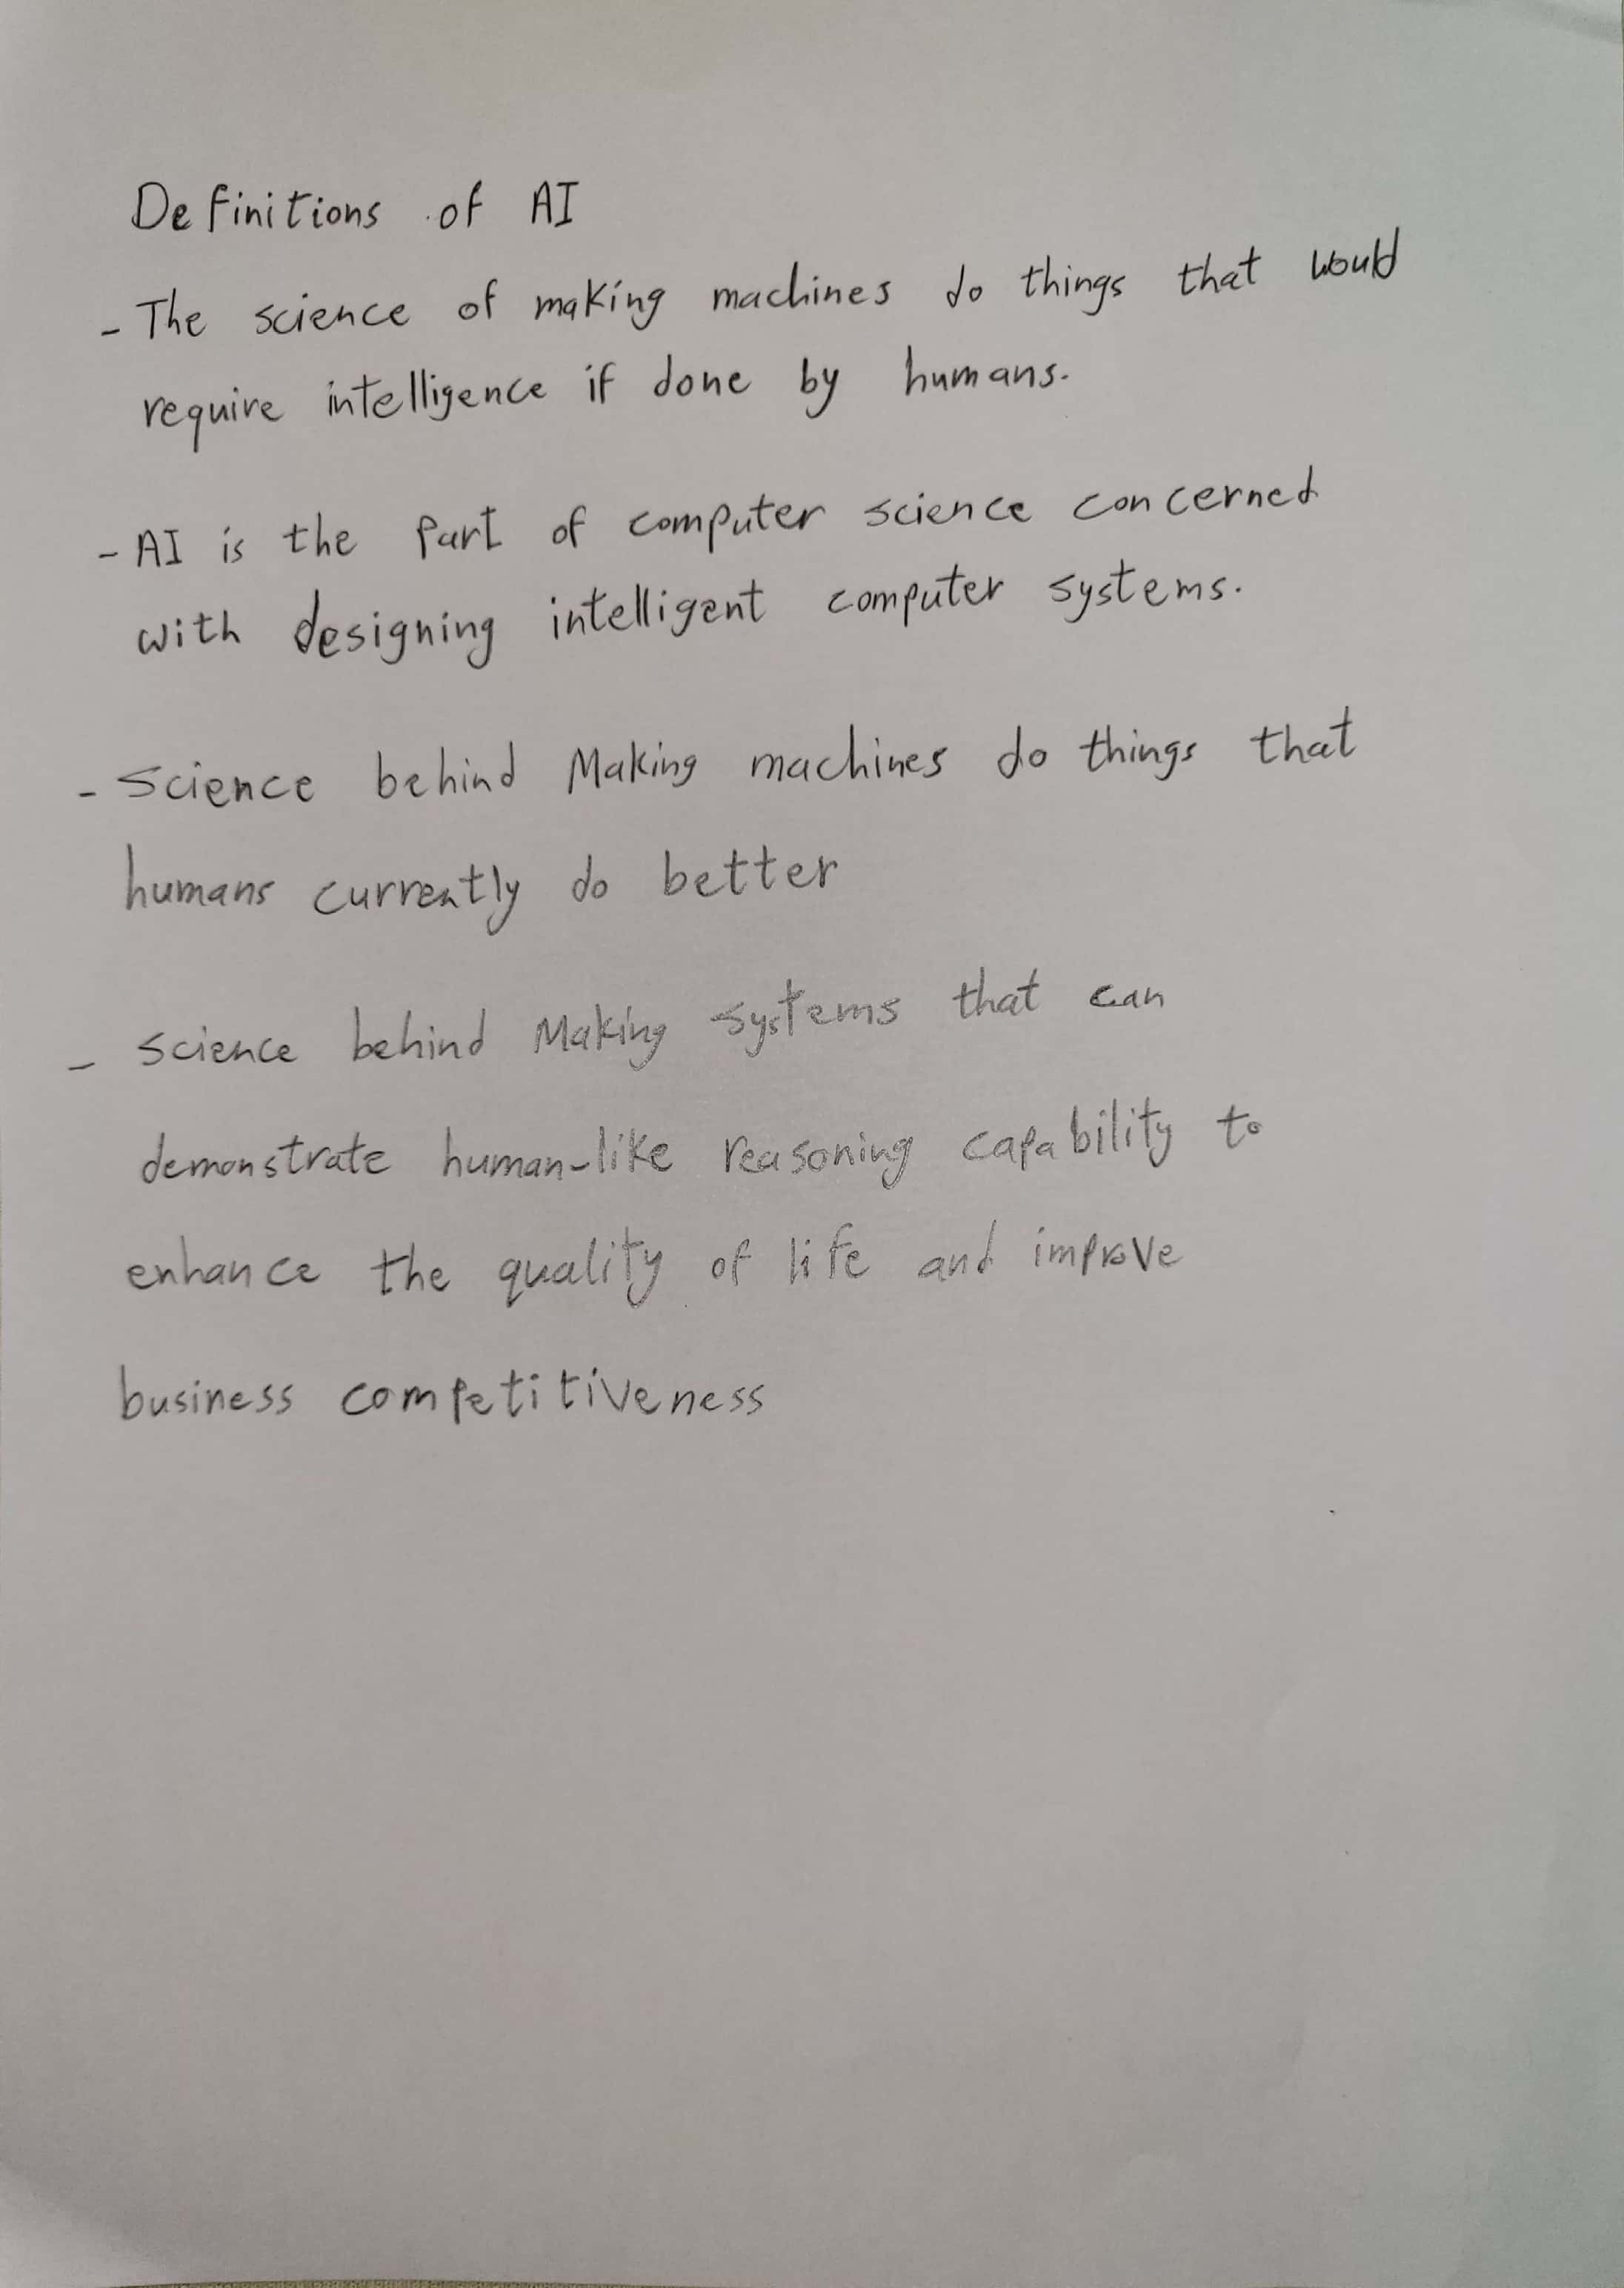 Definitions of AI
- The science of making machines do things that would
require intelligence if done by humans.
- AI is the part of computer science concerned
with designing intelligent computer systems.
- Science behind Making machines do things that
humans currently do better
- science behind Making systems that can
demonstrate human-like reasoning capability to
enhance the quality of life and improve
business competitiveness